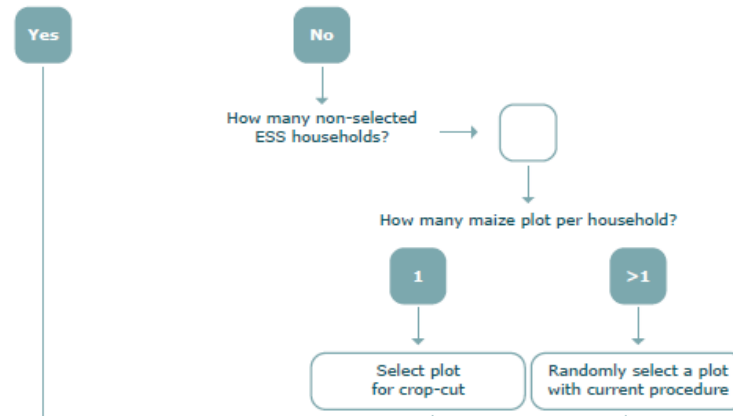 Yes
No
How many non-selected
ESS households?
How many maize plot per household?
1
>1
Select plot
for crop-cut
Randomly select a plot
with current procedure